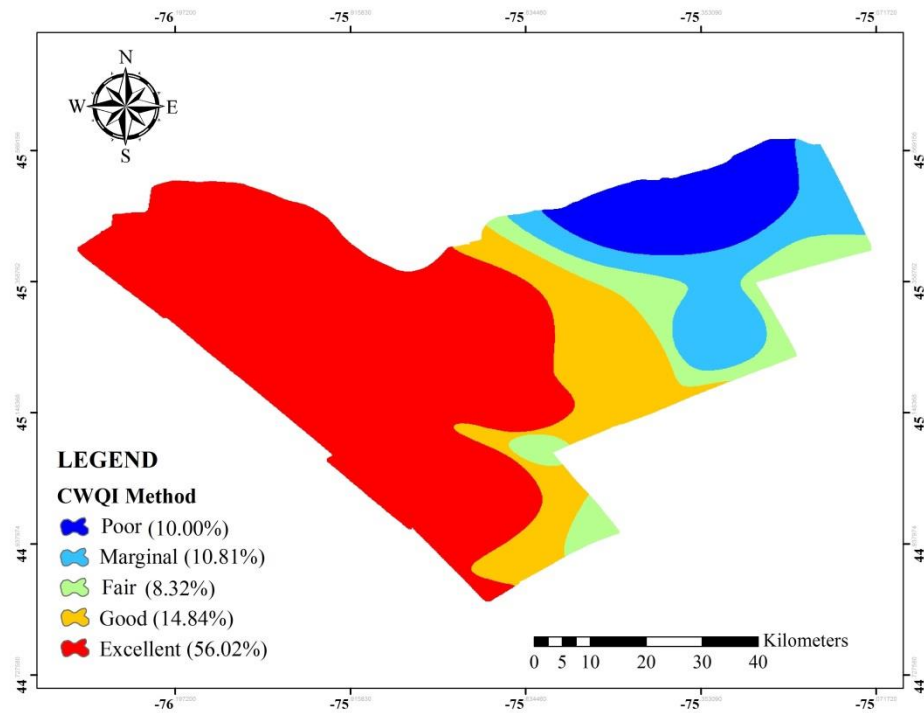 -76 -75 -75 -75 -75
N
W E
S
45
45
45
44
44
LEGEND
CWQI Method
Poor (10.00%)
Marginal (10.81%)
Fair (8.32%)
Good (14.84%)
Excellent (56.02%)
Kilometers
0 5 10 20 30 40
45
45
45
44
44
-76 -75 -75 -75 -75